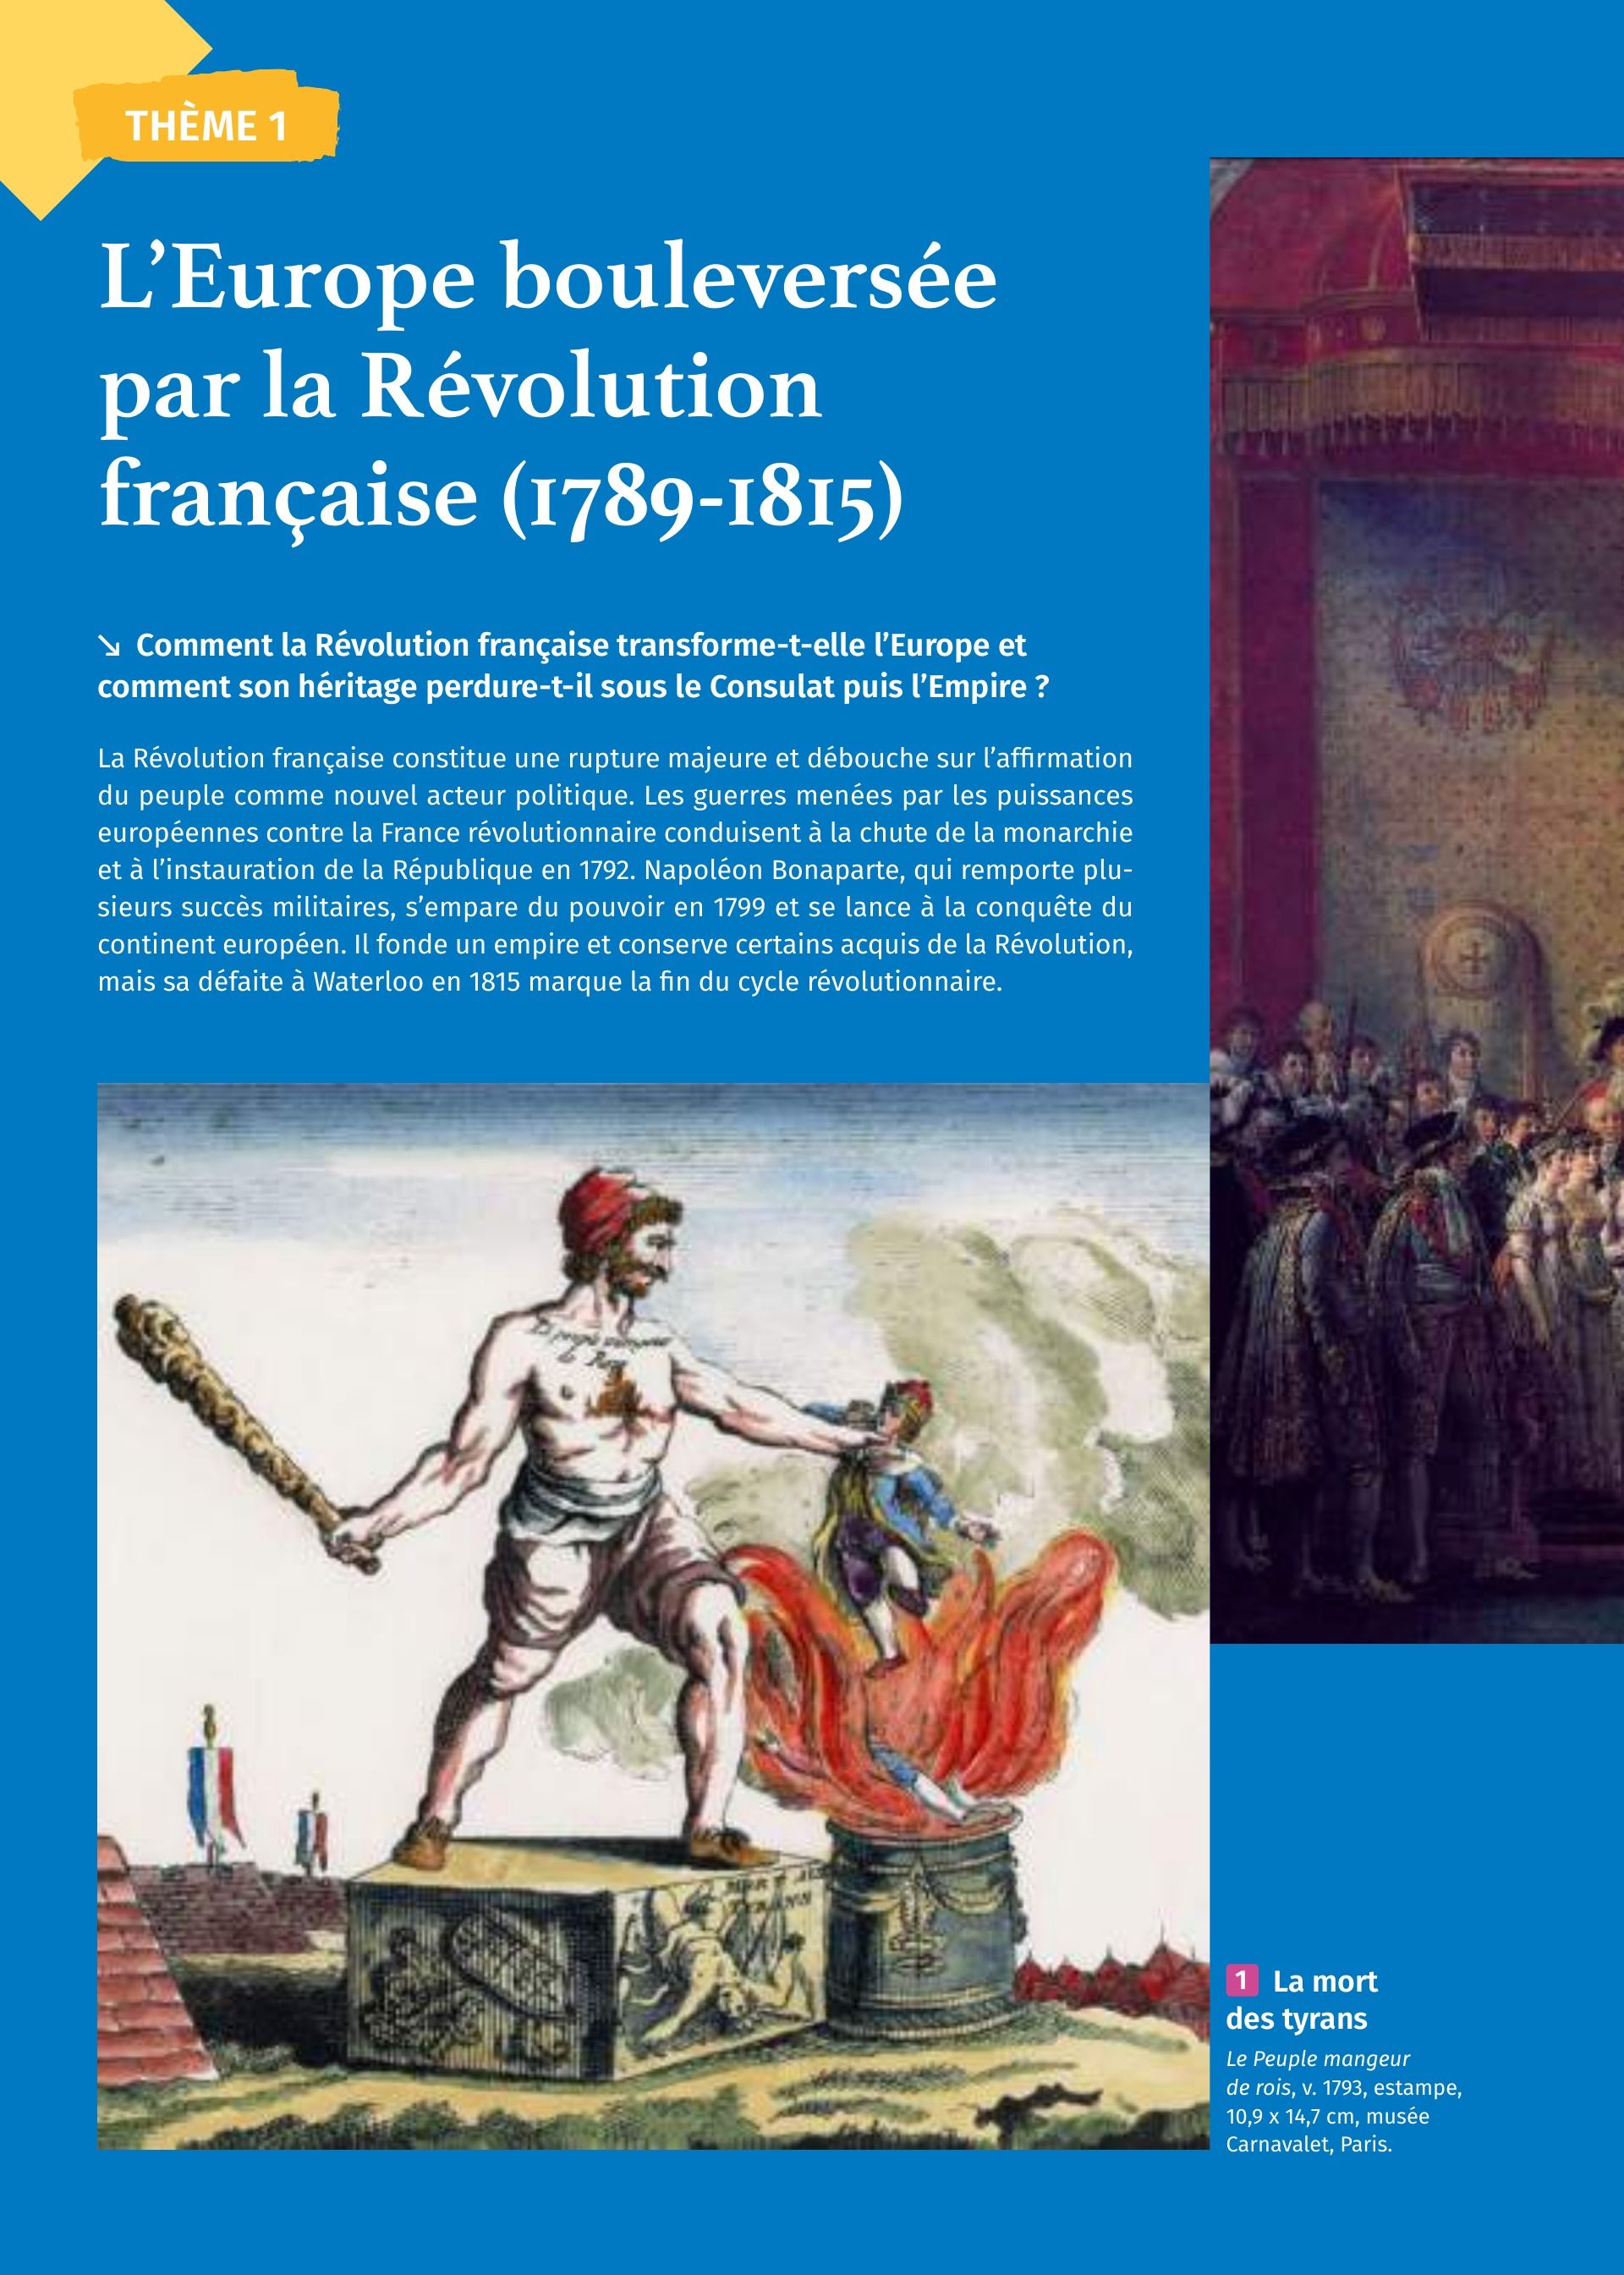 THÈME 1
L’Europe bouleversée
par la Révolution
française (1789-1815)
↘ Comment la Révolution française transforme-t-elle l’Europe et
comment son héritage perdure-t-il sous le Consulat puis l’Empire ?
La Révolution française constitue une rupture majeure et débouche sur l’affirmation
du peuple comme nouvel acteur politique. Les guerres menées par les puissances
européennes contre la France révolutionnaire conduisent à la chute de la monarchie
et à l’instauration de la République en 1792. Napoléon Bonaparte, qui remporte plu-
sieurs succès militaires, s’empare du pouvoir en 1799 et se lance à la conquête du
continent européen. Il fonde un empire et conserve certains acquis de la Révolution,
mais sa défaite à Waterloo en 1815 marque la fin du cycle révolutionnaire.
1 La mort
des tyrans
Le Peuple mangeur
de rois, v. 1793, estampe,
10,9 x 14,7 cm, musée
Carnavalet, Paris.